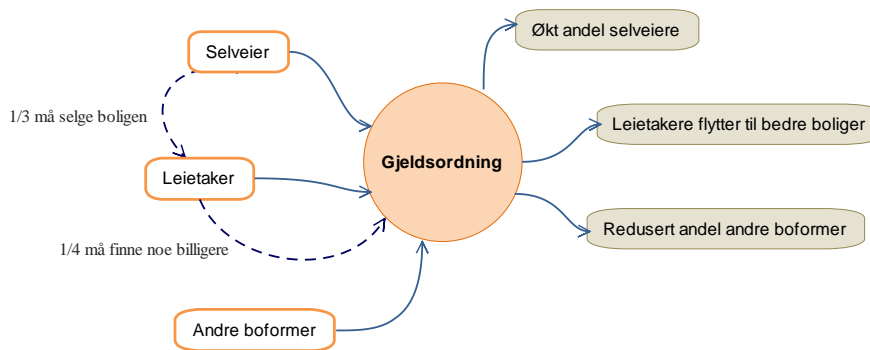 Selveier
Økt andel selveiere
1/3 må selge boligen
Leietakere flytter til bedre boliger
Gjeldsordning
Leietaker
Redusert andel andre boformer
1/4 må finne noe billigere
Andre boformer